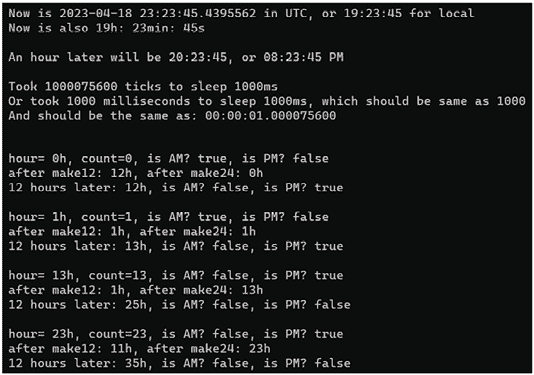 Now is 2023-04-18 23:23:45.4395562 in UTC, or 19:23:45 for local
Now is also 19h: 23min: 45s
An hour later will be 20:23:45, or 08:23:45 PM
Took 1000075600 ticks to sleep 1000ms
Or took 1000 milliseconds to sleep 1000ms, which should be same as 1000
And should be the same as: 00:00:01.000075600
hour= 0h, count=0, is AM? true, is PM? false
after make12: 12h, after make24: 0h
12 hours later: 12h, is AM? false, is PM? true
hour= 1h, count=1, is AM? true, is PM? false
after make12: 1h, after make24: 1h
12 hours later: 13h, is AM? false, is PM? true
hour= 13h, count=13, is AM? false, is PM? true
after make12: 1h, after make24: 13h
12 hours later: 25h, is AM? false, is PM? false
hour= 23h, count=23, is AM? false, is PM? true
after make12: 11h, after make24: 23h
12 hours later: 35h, is AM? false, is PM? false